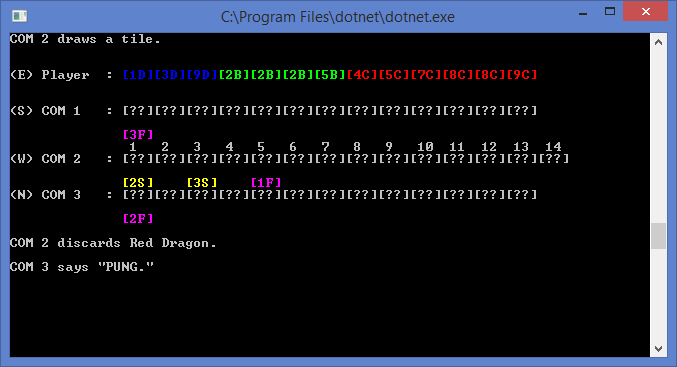 C:\Program Files\dotnet\dotnet.exe
COM 2 draws a tile.
(E) Player : [1D][3D][9D][2B][2B][2B][5B][4C][5C][7C][8C][8C][9C]
(S) COM 1 : [??][??][??][??][??][??][??][??][??][??][??][??][??]
[3F]
1 2 3 4 5 6 7 8 9 10 11 12 13 14
(W) COM 2 : [??][??][??][??][??][??][??][??][??][??][??][??][??][??]
[2S] [3S] [1F]
(N) COM 3 : [??][??][??][??][??][??][??][??][??][??][??][??][??]
[2F]
COM 2 discards Red Dragon.
COM 3 says "PUNG."